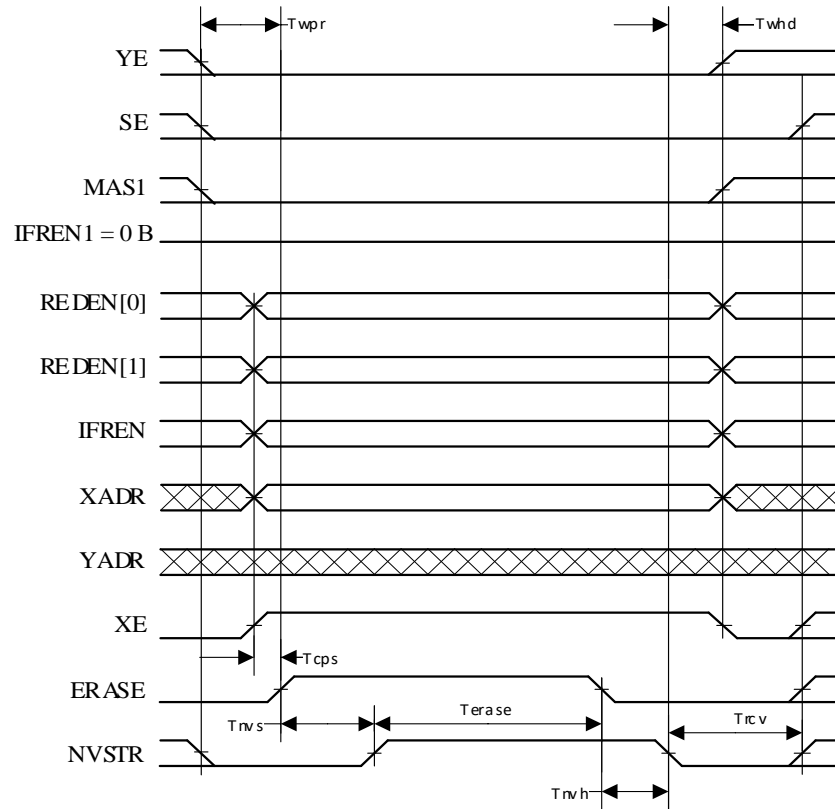 Twpr
Twhd
YE
SE
MAS1
IFREN1 = 0 B
REDEN[0]
REDEN[1]
IFREN
XADR
YADR
XE
Tcps
ERASE
Tnvs
Terase
Trcv
NVSTR
Tnvh